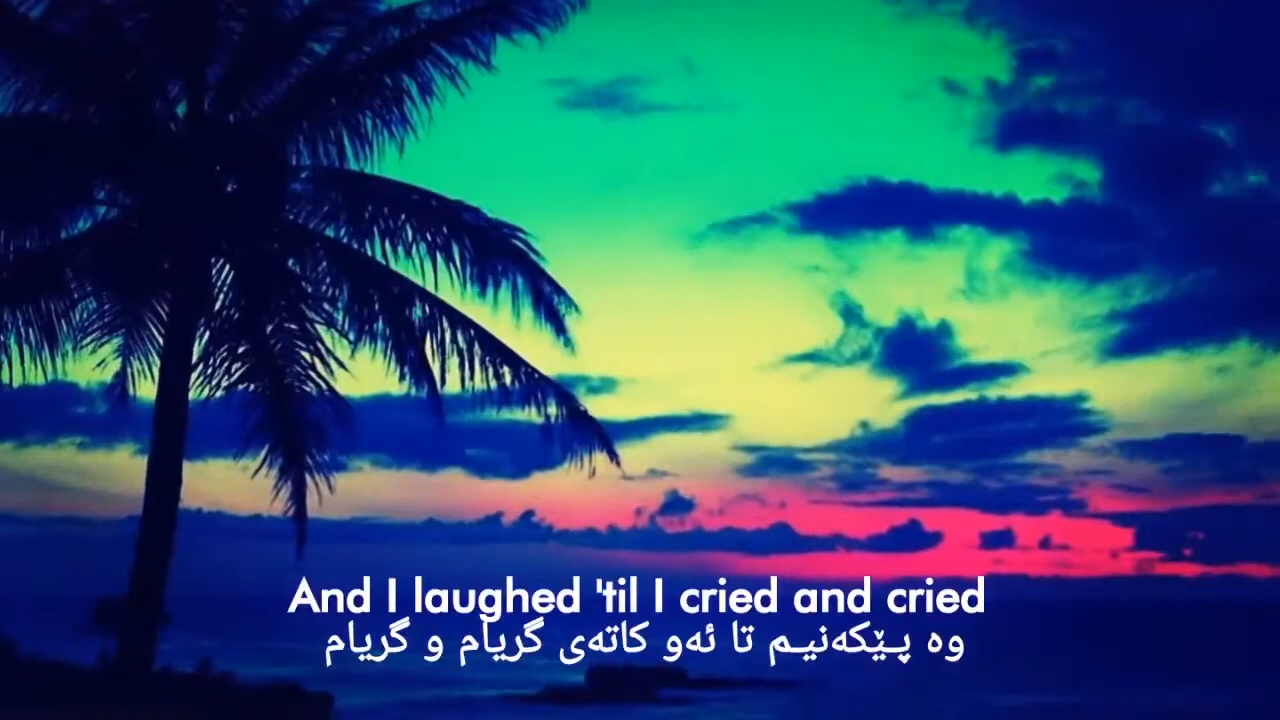 And I laughed 'til I cried and cried
وە پێکەنیم تا ئەو کاتەی گریام و گریام